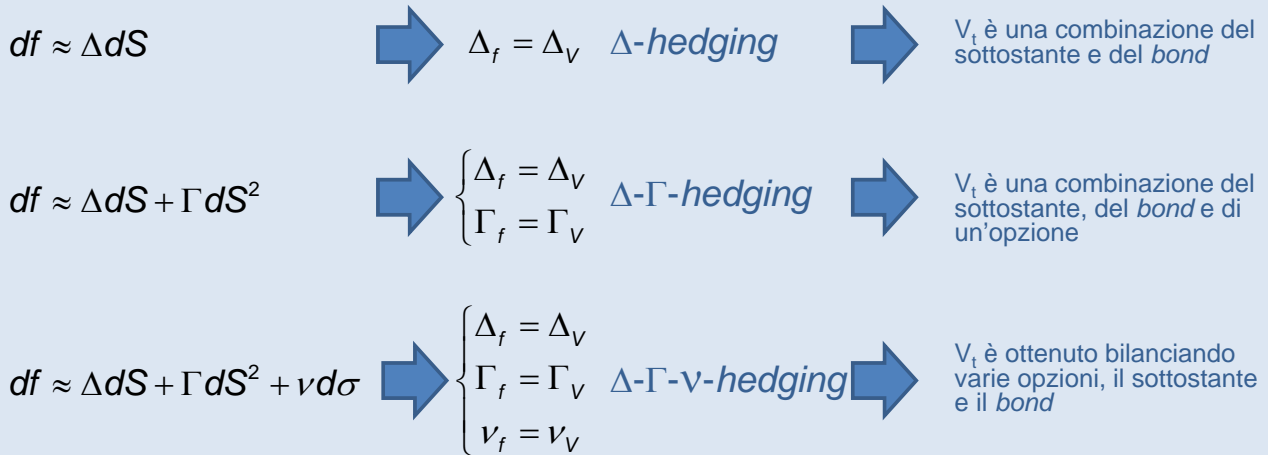 df ≈ ΔdS
Δ_f = Δ_V Δ-hedging
V_t è una combinazione del
sottostante e del bond
df ≈ ΔdS + ΓdS²
Δ_f = Δ_V
Γ_f = Γ_V
Δ-Γ-hedging
V_t è una combinazione del
sottostante, del bond e di
un'opzione
df ≈ ΔdS + ΓdS² + νdσ
Δ_f = Δ_V
Γ_f = Γ_V
ν_f = ν_V
Δ-Γ-ν-hedging
V_t è ottenuto bilanciando
varie opzioni, il sottostante
e il bond